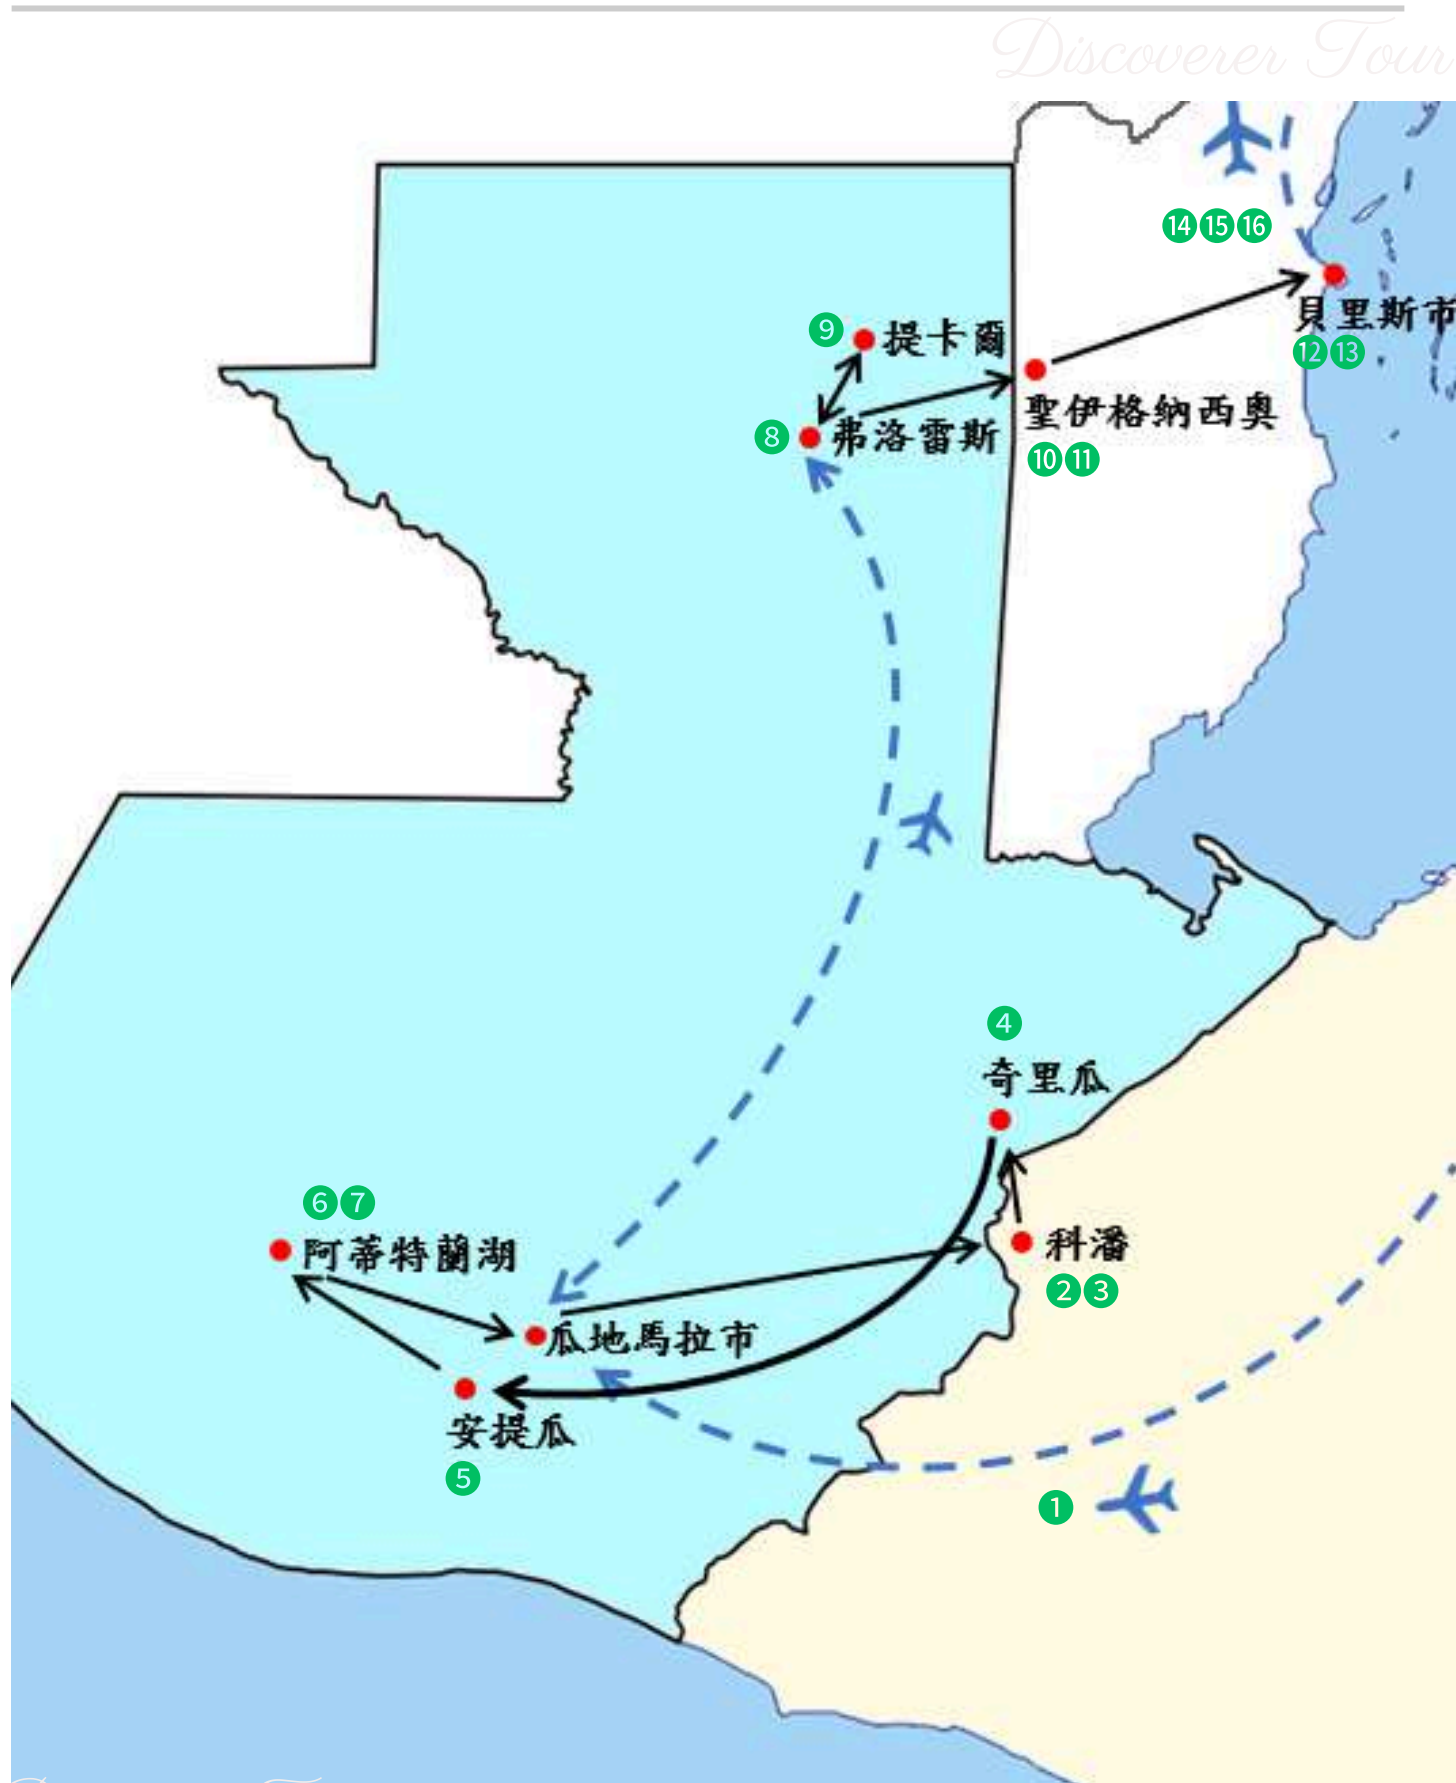 Discoverer Tour
⑭⑮⑯
貝里斯市
⑫⑬
⑨ 提卡爾
⑧ 弗洛雷斯
聖伊格納西奧
⑩⑪
④
奇里瓜
⑥⑦
阿蒂特蘭湖
科潘
②③
瓜地馬拉市
安提瓜
⑤
①